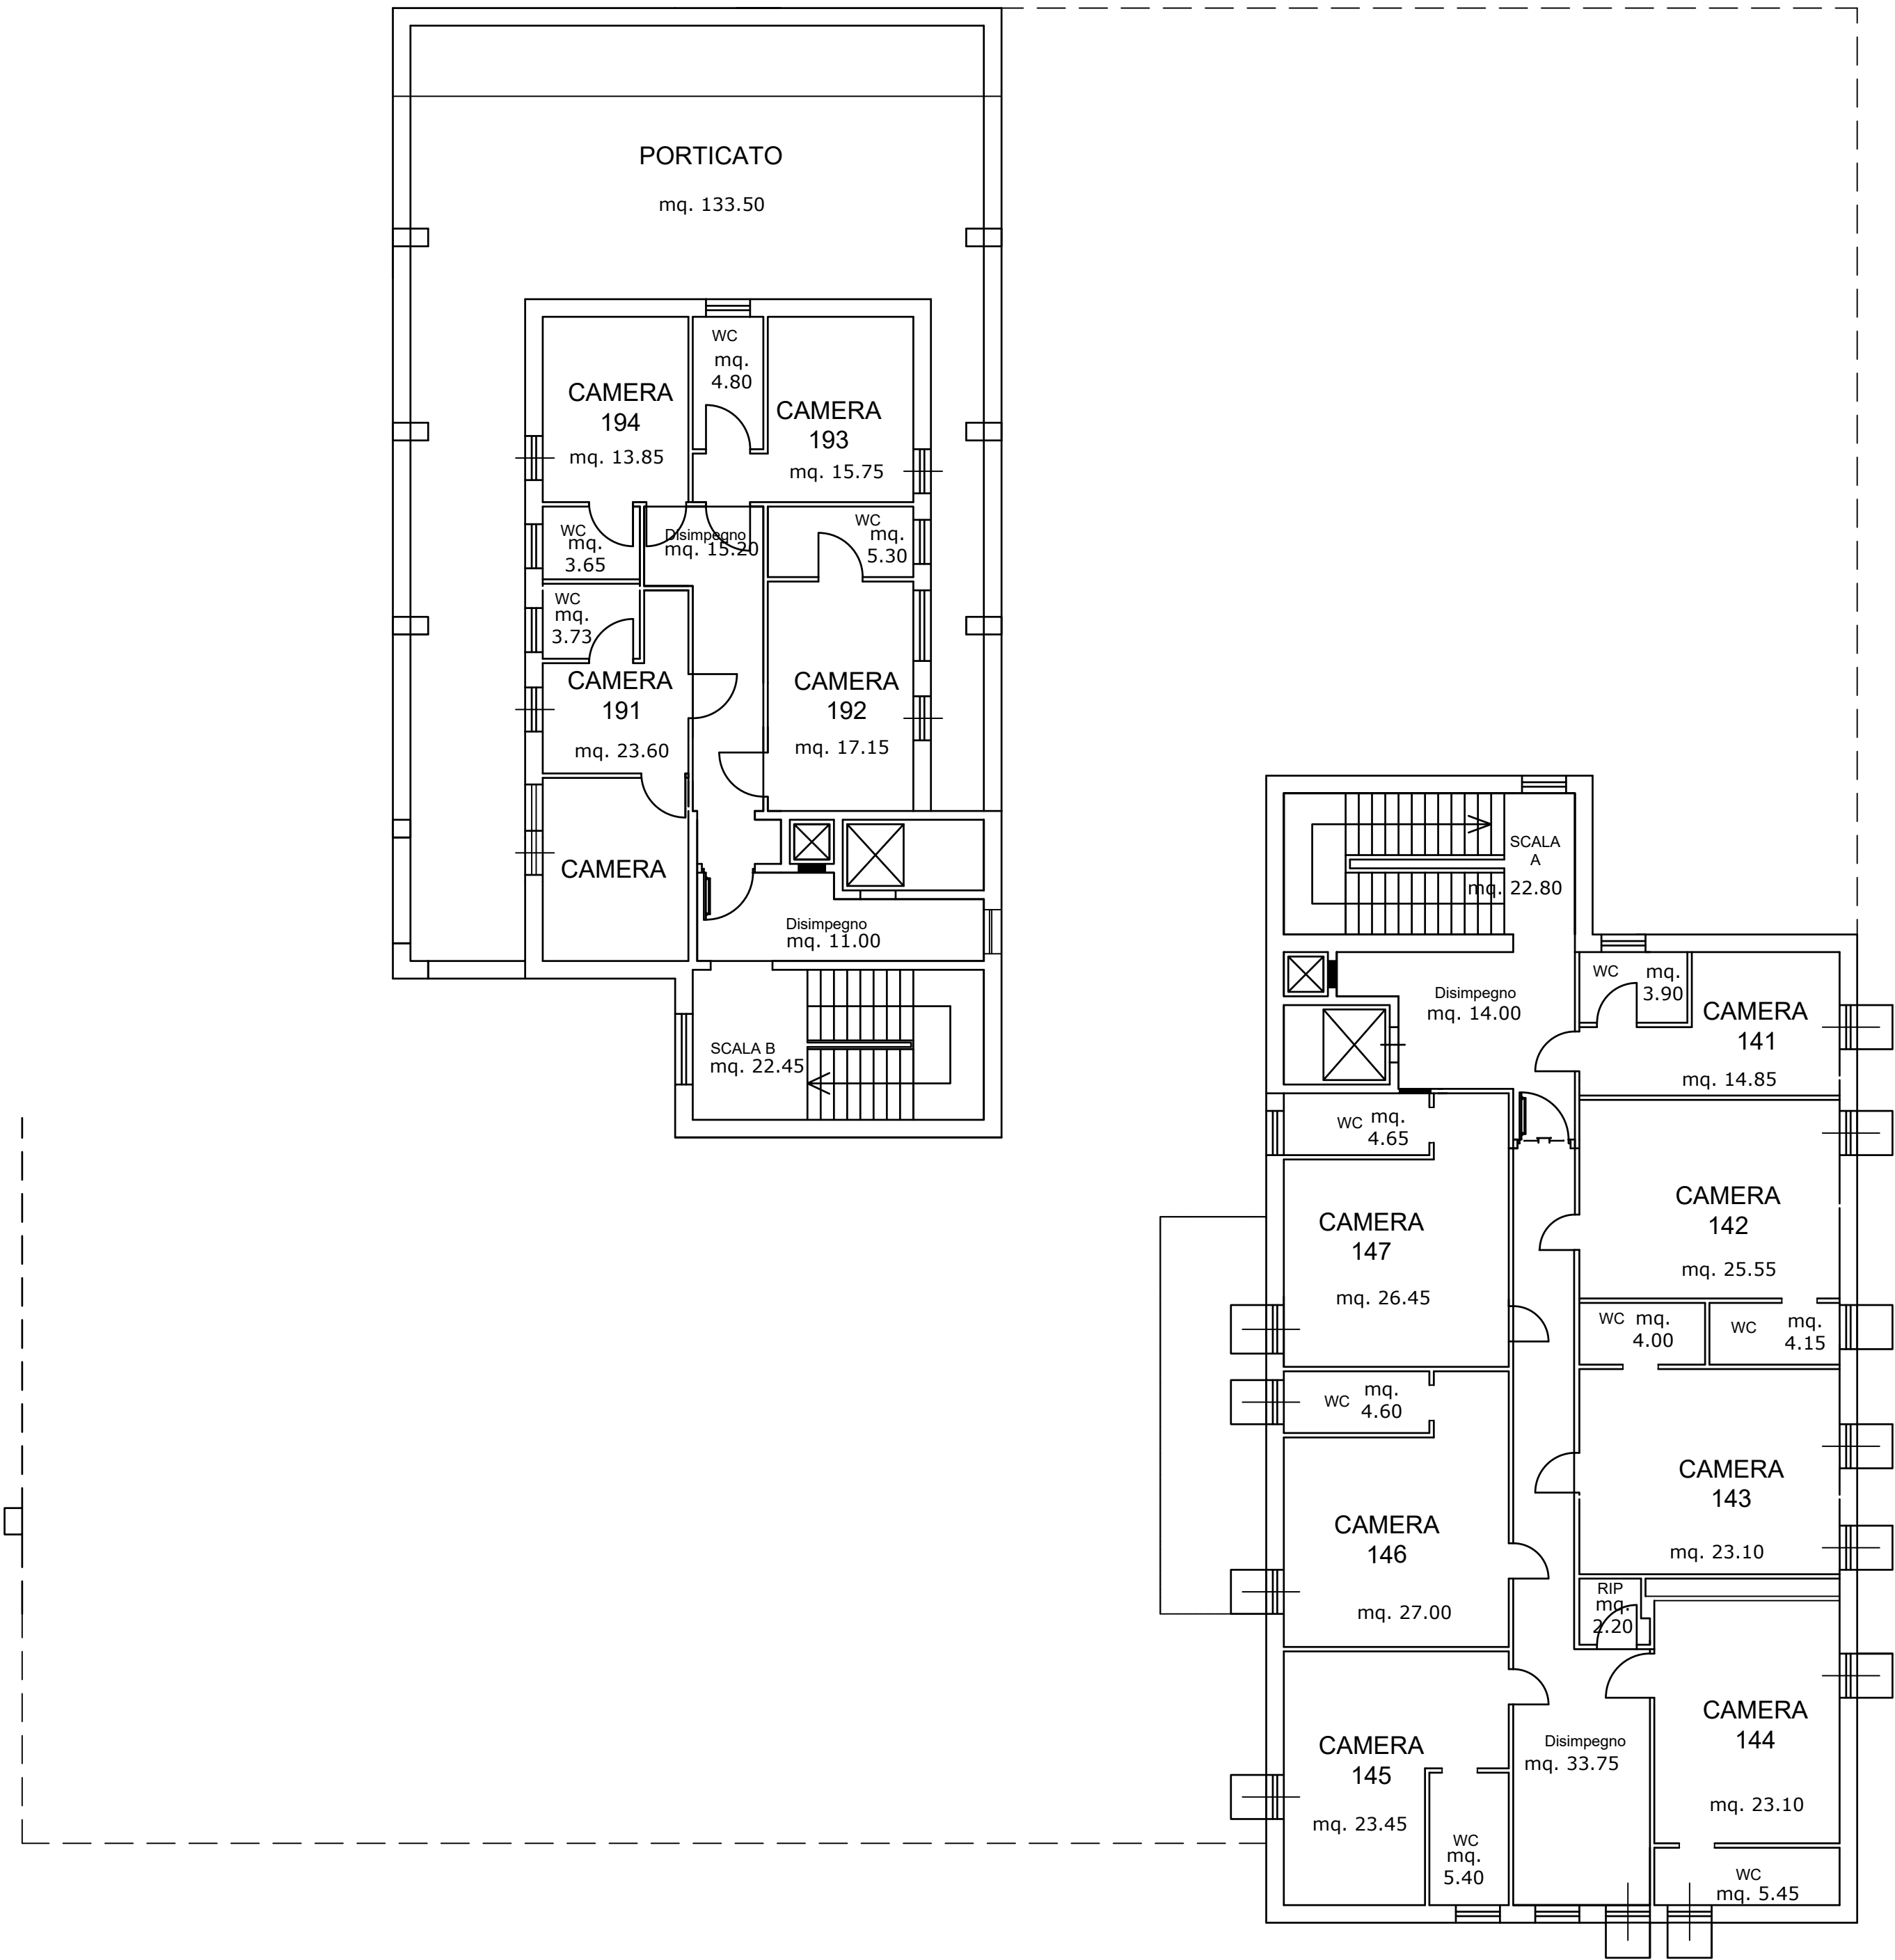 PORTICATO
mq. 133.50
WC
mq.
4.80
CAMERA
194
mq. 13.85
CAMERA
193
mq. 15.75
WC
mq.
3.65
Disimpegno
mq. 15.20
WC
mq.
5.30
WC
mq.
3.73
CAMERA
191
mq. 23.60
CAMERA
192
mq. 17.15
CAMERA
Disimpegno
mq. 11.00
SCALA B
mq. 22.45
SCALA
A
mq. 22.80
Disimpegno
mq. 14.00
WC
mq.
3.90
CAMERA
141
mq. 14.85
WC
mq.
4.65
CAMERA
147
mq. 26.45
CAMERA
142
mq. 25.55
WC
mq.
4.00
WC
mq.
4.15
WC
mq.
4.60
CAMERA
146
mq. 27.00
CAMERA
143
mq. 23.10
RIP
mq.
2.20
CAMERA
145
mq. 23.45
WC
mq.
5.40
Disimpegno
mq. 33.75
CAMERA
144
mq. 23.10
WC
mq. 5.45